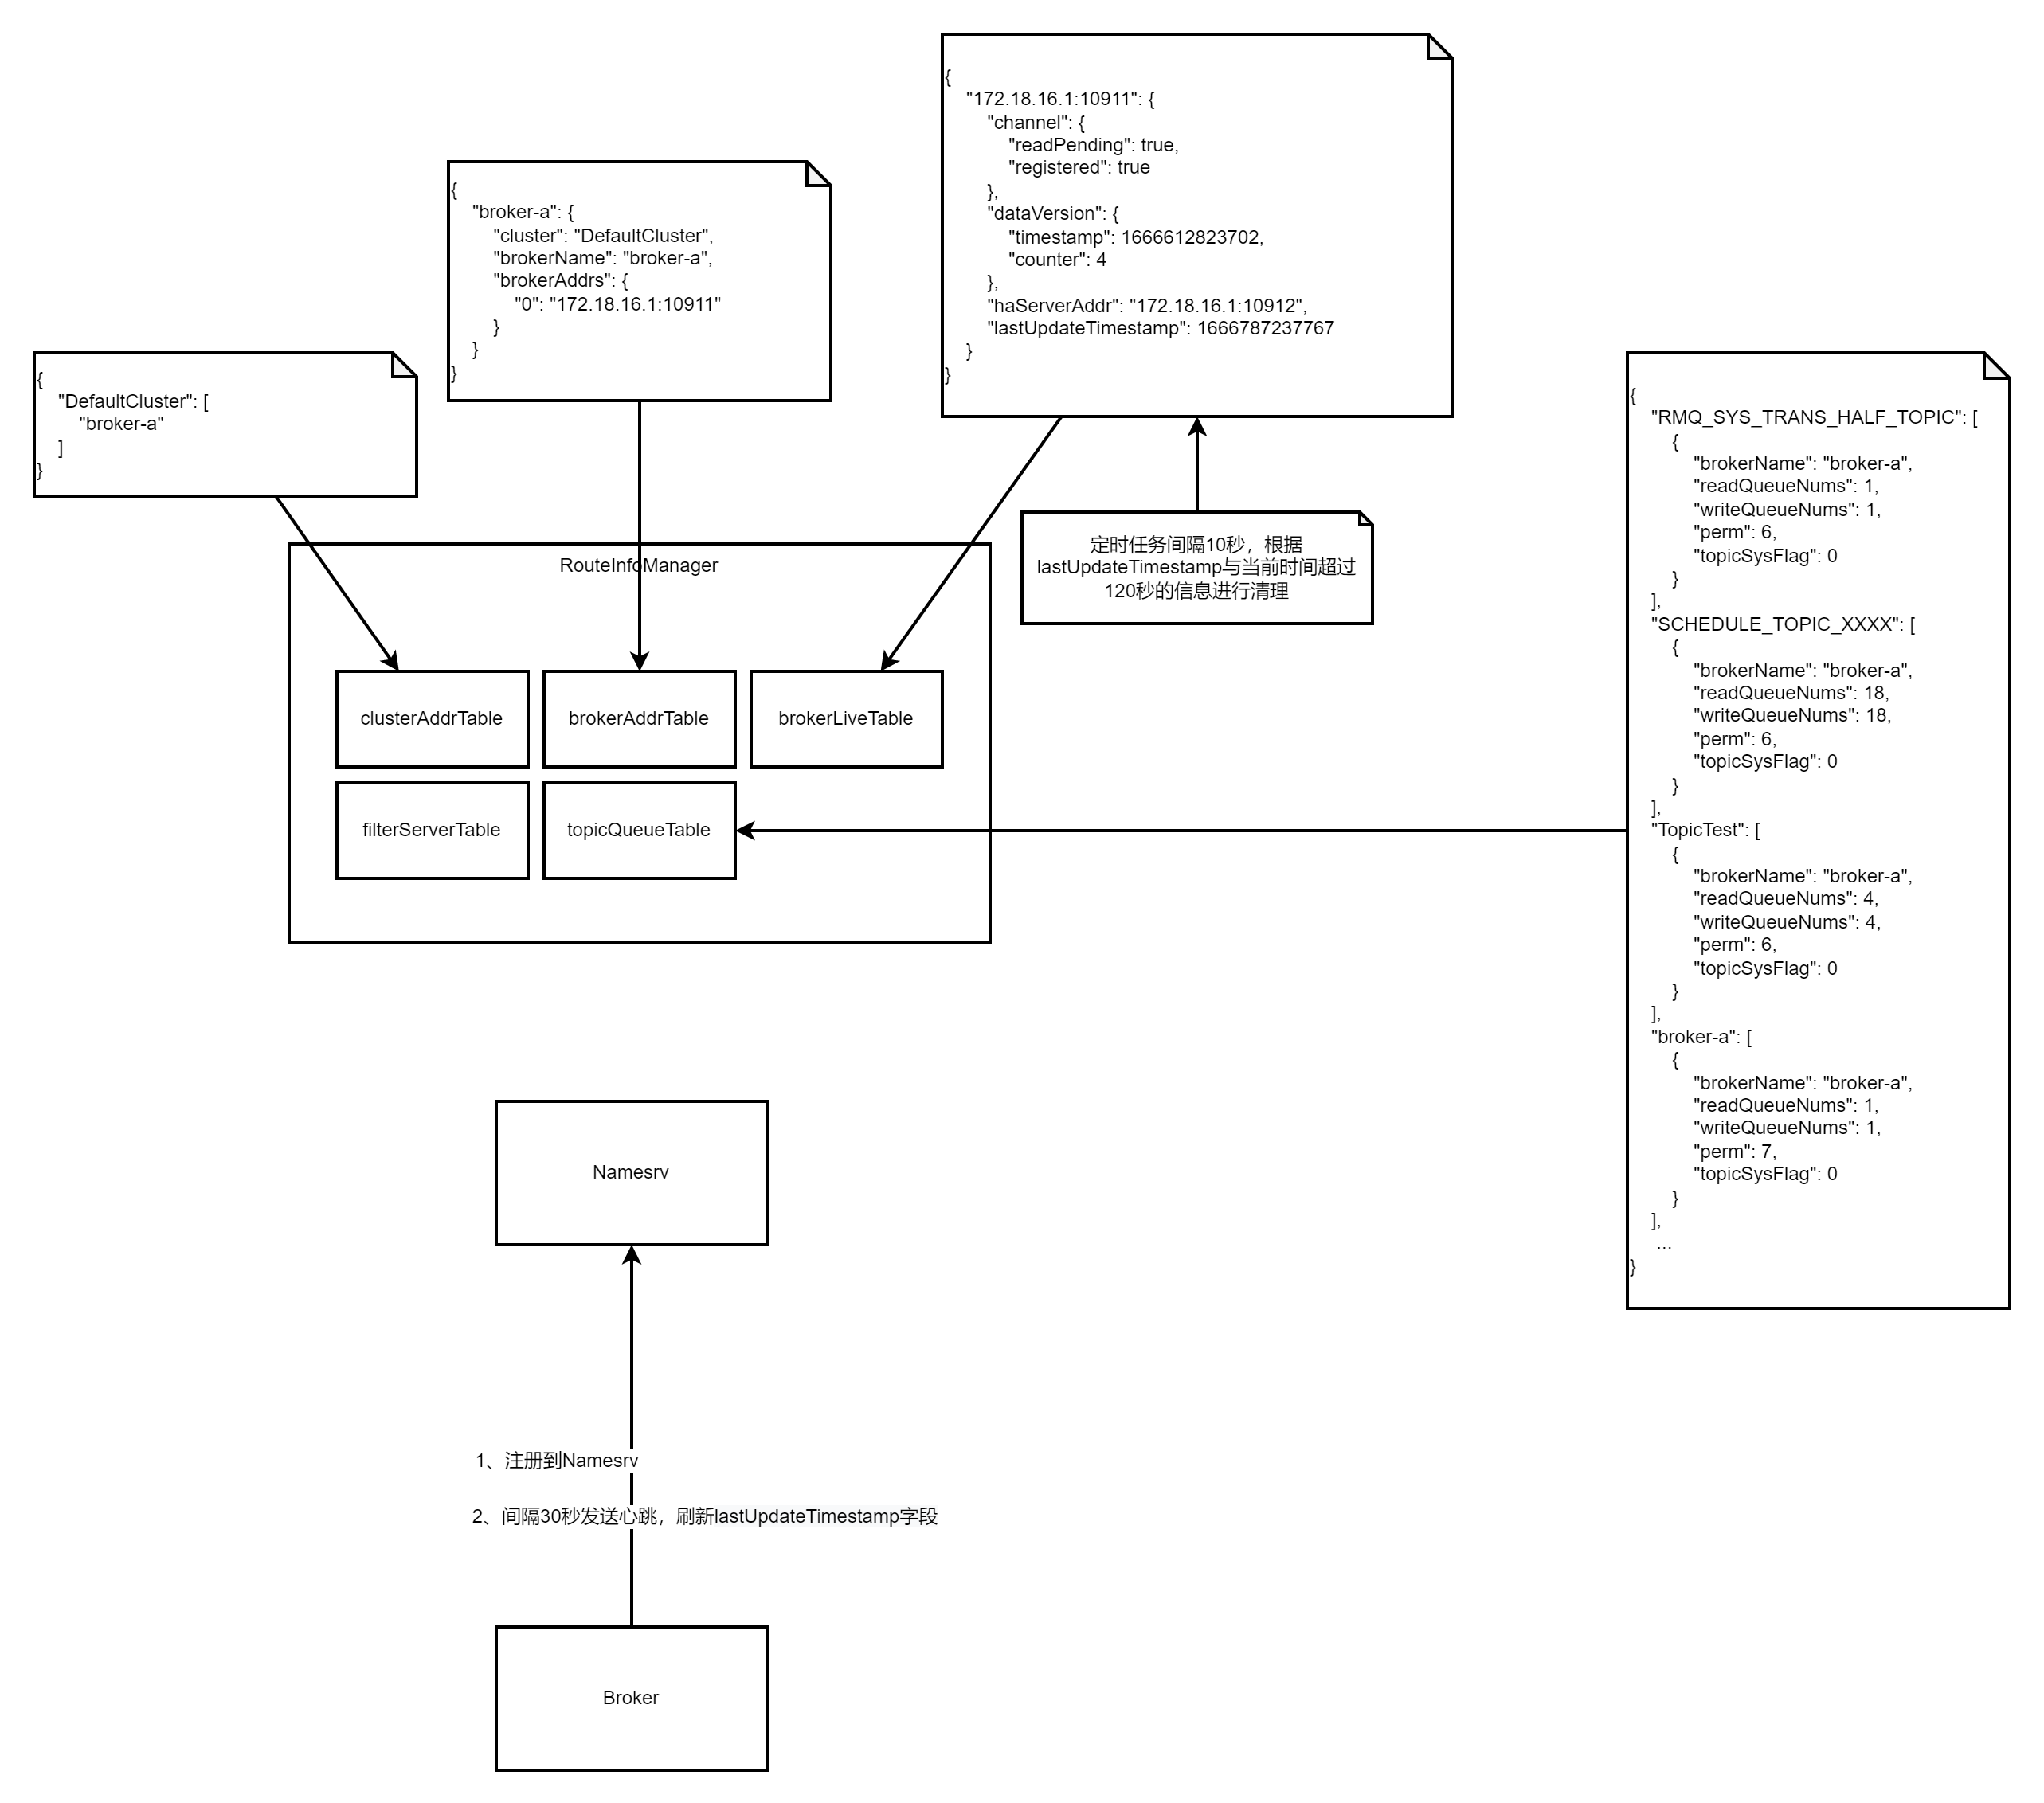 {
"172.18.16.1:10911": {
"channel": {
"readPending": true,
"registered": true
},
"dataVersion": {
"timestamp": 1666612823702,
"counter": 4
},
"haServerAddr": "172.18.16.1:10912",
"lastUpdateTimestamp": 1666787237767
}
}
{
"broker-a": {
"cluster": "DefaultCluster",
"brokerName": "broker-a",
"brokerAddrs": {
"0": "172.18.16.1:10911"
}
}
}
{
"DefaultCluster": [
"broker-a"
]
}
定时任务间隔10秒，根据
lastUpdateTimestamp与当前时间超过
120秒的信息进行清理
RouteInfoManager
clusterAddrTable
brokerAddrTable
brokerLiveTable
filterServerTable
topicQueueTable
{
"RMQ_SYS_TRANS_HALF_TOPIC": [
{
"brokerName": "broker-a",
"readQueueNums": 1,
"writeQueueNums": 1,
"perm": 6,
"topicSysFlag": 0
}
],
"SCHEDULE_TOPIC_XXXX": [
{
"brokerName": "broker-a",
"readQueueNums": 18,
"writeQueueNums": 18,
"perm": 6,
"topicSysFlag": 0
}
],
"TopicTest": [
{
"brokerName": "broker-a",
"readQueueNums": 4,
"writeQueueNums": 4,
"perm": 6,
"topicSysFlag": 0
}
],
"broker-a": [
{
"brokerName": "broker-a",
"readQueueNums": 1,
"writeQueueNums": 1,
"perm": 7,
"topicSysFlag": 0
}
],
...
}
Namesrv
1、注册到Namesrv
2、间隔30秒发送心跳，刷新lastUpdateTimestamp字段
Broker